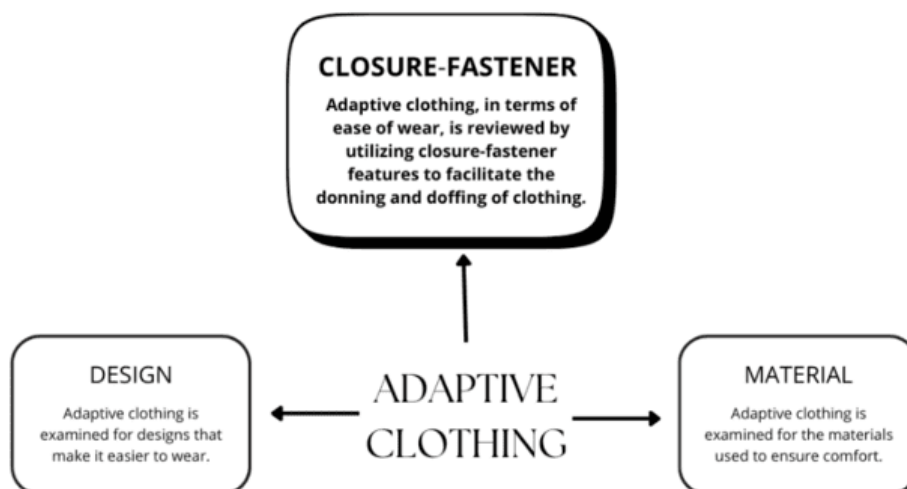 CLOSURE-FASTENER
Adaptive clothing, in terms of
ease of wear, is reviewed by
utilizing closure-fastener
features to facilitate the
donning and doffing of clothing.
DESIGN
Adaptive clothing is
examined for designs that
make it easier to wear.
ADAPTIVE
CLOTHING
MATERIAL
Adaptive clothing is
examined for the materials
used to ensure comfort.